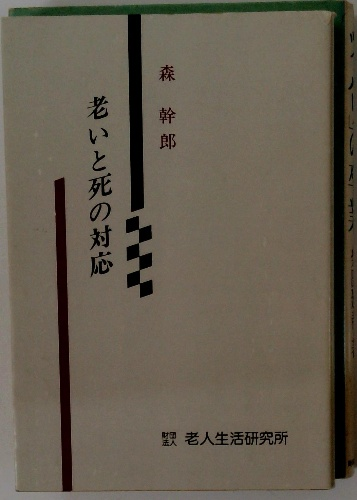 森 幹郎
老いと死の対応
財団法人 老人生活研究所